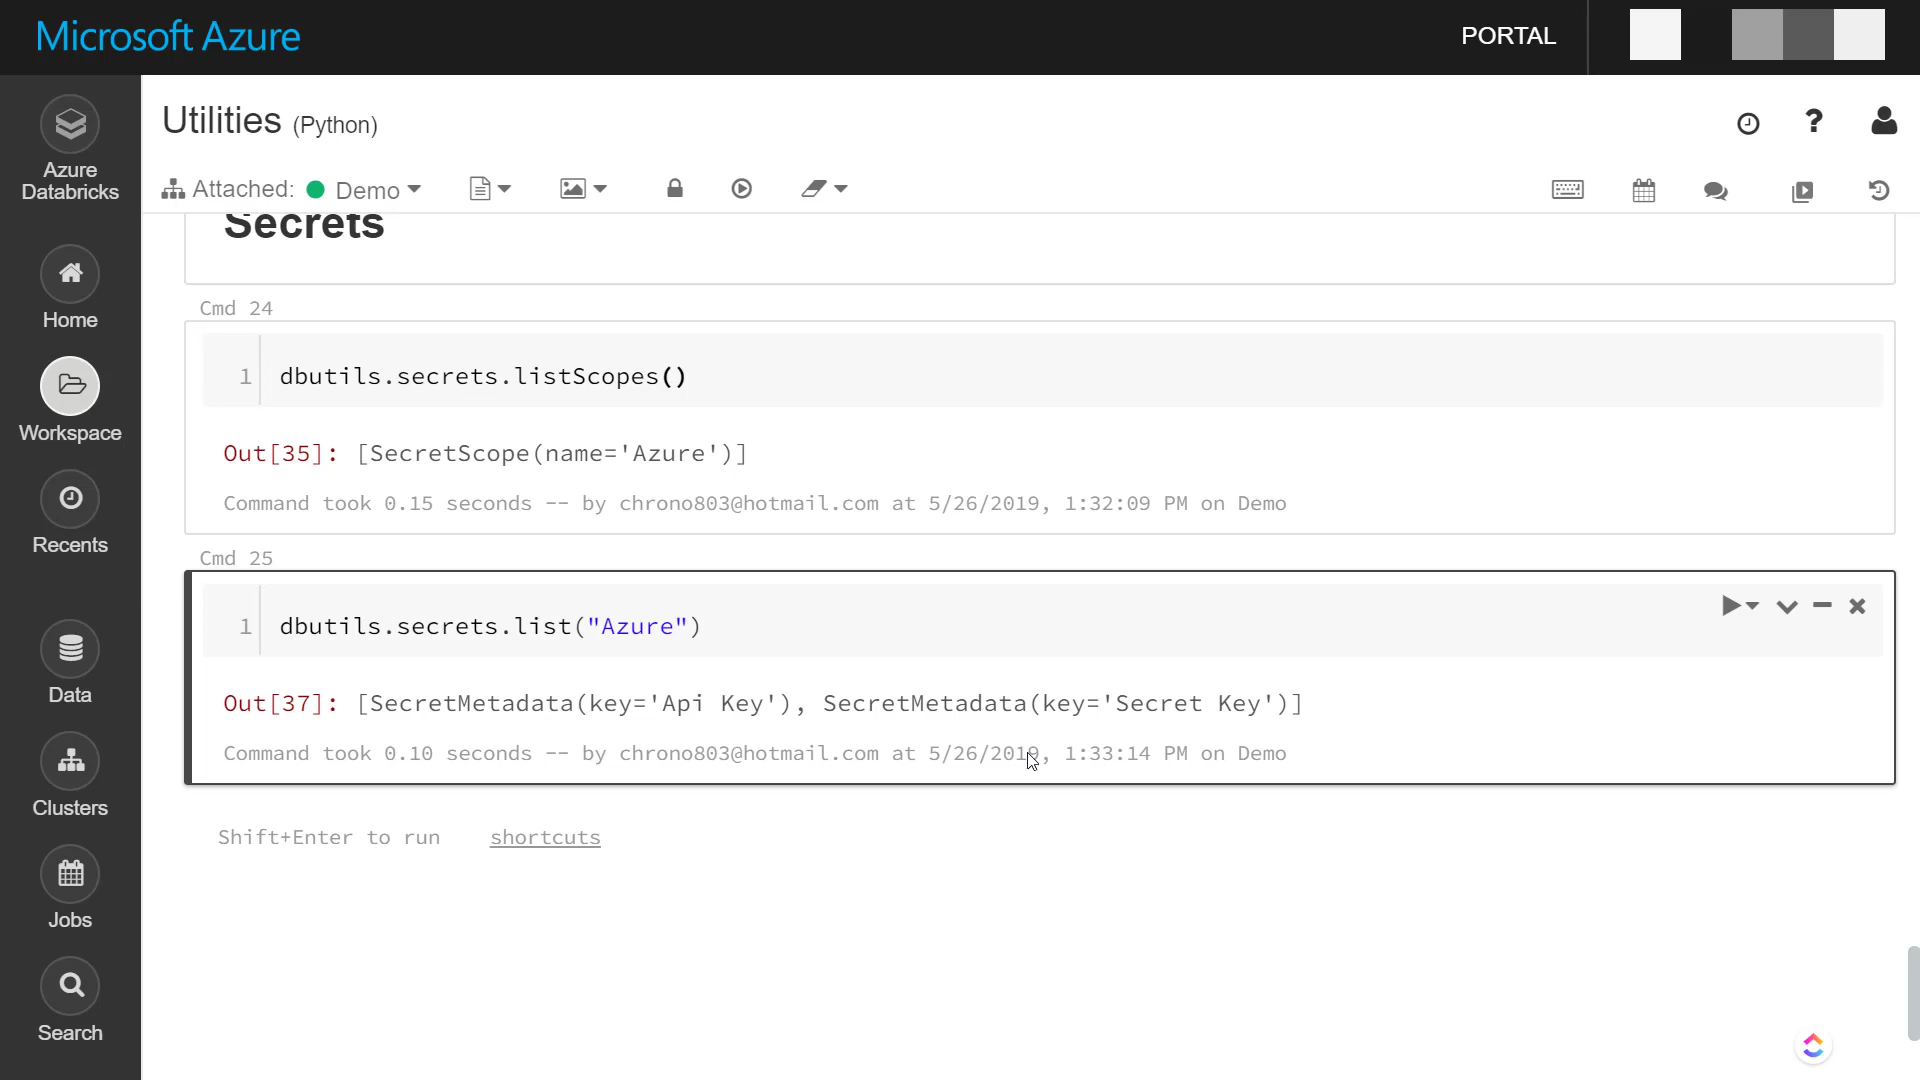 Microsoft Azure
PORTAL
Azure
Databricks
Home
Workspace
Recents
Data
Clusters
Jobs
Search
Utilities (Python)
?
Attached: Demo
Secrets
Cmd 24
1 dbutils.secrets.listScopes()
Out[35]: [SecretScope(name='Azure')]
Command took 0.15 seconds -- by chrono803@hotmail.com at 5/26/2019, 1:32:09 PM on Demo
Cmd 25
1 dbutils.secrets.list("Azure")
Out[37]: [SecretMetadata(key='Api Key'), SecretMetadata(key='Secret Key')]
Command took 0.10 seconds -- by chrono803@hotmail.com at 5/26/2019, 1:33:14 PM on Demo
Shift+Enter to run shortcuts